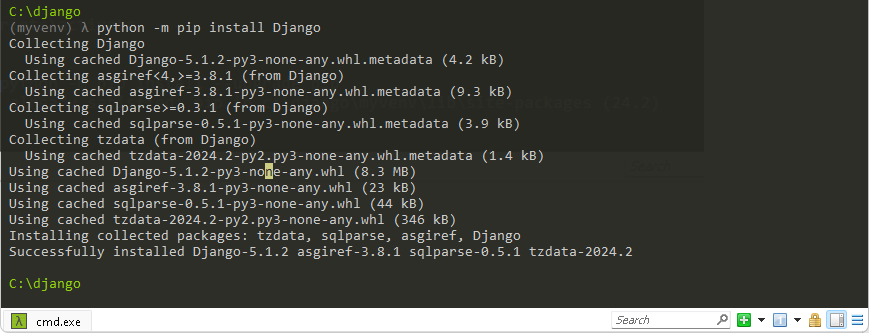 C:\django
(myvenv) λ python -m pip install Django
Collecting Django
  Using cached Django-5.1.2-py3-none-any.whl.metadata (4.2 kB)
Collecting asgiref<4,>=3.8.1 (from Django)
  Using cached asgiref-3.8.1-py3-none-any.whl.metadata (9.3 kB)
Collecting sqlparse>=0.3.1 (from Django)
  Using cached sqlparse-0.5.1-py3-none-any.whl.metadata (3.9 kB)
Collecting tzdata (from Django)
  Using cached tzdata-2024.2-py2.py3-none-any.whl.metadata (1.4 kB)
Using cached Django-5.1.2-py3-none-any.whl (8.3 MB)
Using cached asgiref-3.8.1-py3-none-any.whl (23 kB)
Using cached sqlparse-0.5.1-py3-none-any.whl (44 kB)
Using cached tzdata-2024.2-py2.py3-none-any.whl (346 kB)
Installing collected packages: tzdata, sqlparse, asgiref, Django
Successfully installed Django-5.1.2 asgiref-3.8.1 sqlparse-0.5.1 tzdata-2024.2
C:\django
λ cmd.exe Search